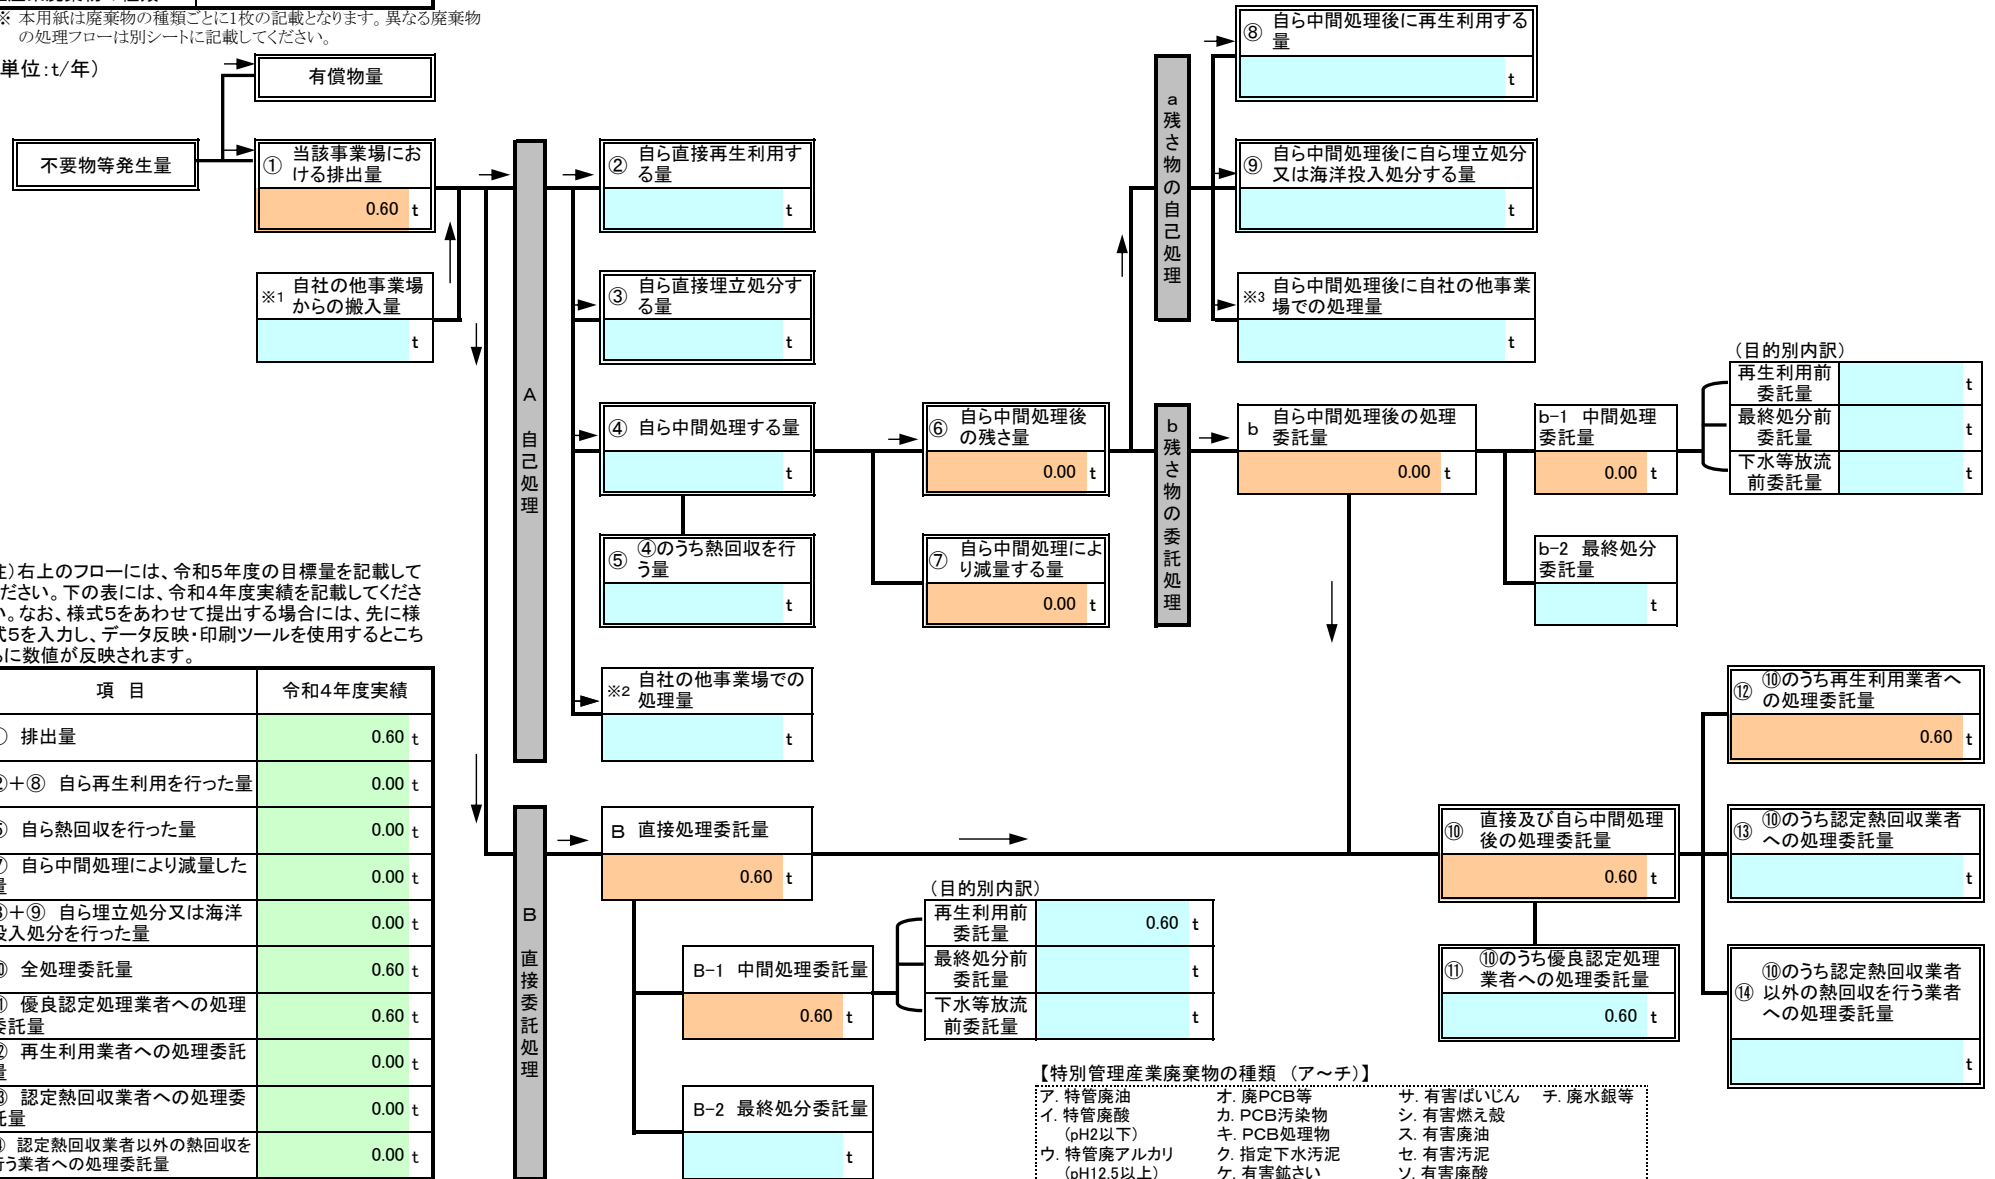 ※ 本用紙は廃棄物の種類ごとに1枚の記載となります。異なる廃棄物
の処理フローは別シートに記載してください。
単位:t/年)
有償物量
不要物等発生量
① 当該事業場にお
ける排出量
0.60 t
※1 自社の他事業場
からの搬入量
t
A 自己処理
② 自ら直接再生利用す
る量
t
③ 自ら直接埋立処分す
る量
t
④ 自ら中間処理する量
t
⑤ ④のうち熱回収を行
う量
t
※2 自社の他事業場での
処理量
t
⑥ 自ら中間処理後
の残さ量
0.00 t
⑦ 自ら中間処理によ
り減量する量
0.00 t
a 残さ物の自己処理
⑧ 自ら中間処理後に再生利用する
量
t
⑨ 自ら中間処理後に自ら埋立処分
又は海洋投入処分する量
t
※3 自ら中間処理後に自社の他事業
場での処理量
t
b 残さ物の委託処理
b 自ら中間処理後の処理
委託量
0.00 t
b-1 中間処理
委託量
0.00 t
b-2 最終処分
委託量
t
(目的別内訳)
再生利用前
委託量
t
最終処分前
委託量
t
下水等放流
前委託量
t
注)右上のフローには、令和5年度の目標量を記載して
ください。下の表には、令和4年度実績を記載してくださ
い。なお、様式5をあわせて提出する場合には、先に様
式5を入力し、データ反映・印刷ツールを使用するとこち
らに数値が反映されます。
項 目 令和4年度実績
① 排出量 0.60 t
②+⑧ 自ら再生利用を行った量 0.00 t
⑤ 自ら熱回収を行った量 0.00 t
⑦ 自ら中間処理により減量した
量 0.00 t
③+⑨ 自ら埋立処分又は海洋
投入処分を行った量 0.00 t
⑩ 全処理委託量 0.60 t
⑪ 優良認定処理業者への処理
委託量 0.60 t
⑫ 再生利用業者への処理委託
量 0.00 t
⑬ 認定熱回収業者への処理委
託量 0.00 t
⑭ 認定熱回収業者以外の熱回収を
行う業者への処理委託量 0.00 t
B 直接委託処理
B 直接処理委託量
0.60 t
B-1 中間処理委託量
0.60 t
B-2 最終処分委託量
t
(目的別内訳)
再生利用前
委託量
0.60 t
最終処分前
委託量
t
下水等放流
前委託量
t
⑩ 直接及び自ら中間処理
後の処理委託量
0.60 t
⑪ ⑩のうち優良認定処理
業者への処理委託量
0.60 t
⑫ ⑩のうち再生利用業者へ
の処理委託量
0.60 t
⑬ ⑩のうち認定熱回収業者
への処理委託量
t
⑭ ⑩のうち認定熱回収業者
以外の熱回収を行う業者
への処理委託量
t
【特別管理産業廃棄物の種類 (ア~チ)】
ア. 特管廃油 オ. 廃PCB等 サ. 有害ばいじん チ. 廃水銀等
イ. 特管廃酸 カ. PCB汚染物 シ. 有害燃え殻
(pH2以下) キ. PCB処理物 ス. 有害廃油
ウ. 特管廃アルカリ ク. 指定下水汚泥 セ. 有害汚泥
(pH12.5以上) ケ. 有害鉱さい ソ. 有害廃酸